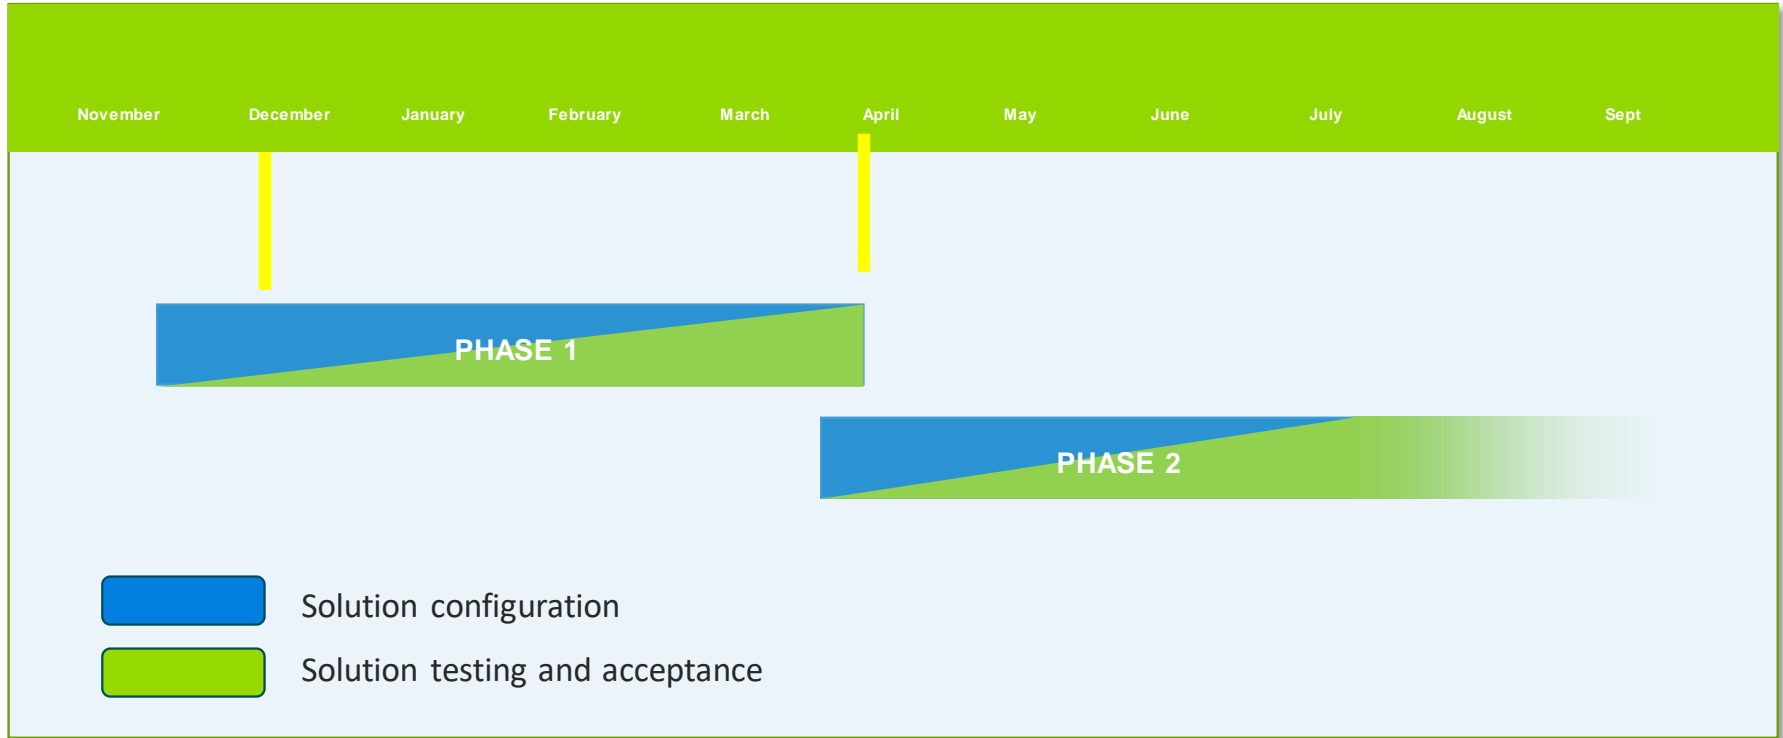 November December January February March April May June July August Sept
PHASE 1
PHASE 2
Solution configuration
Solution testing and acceptance